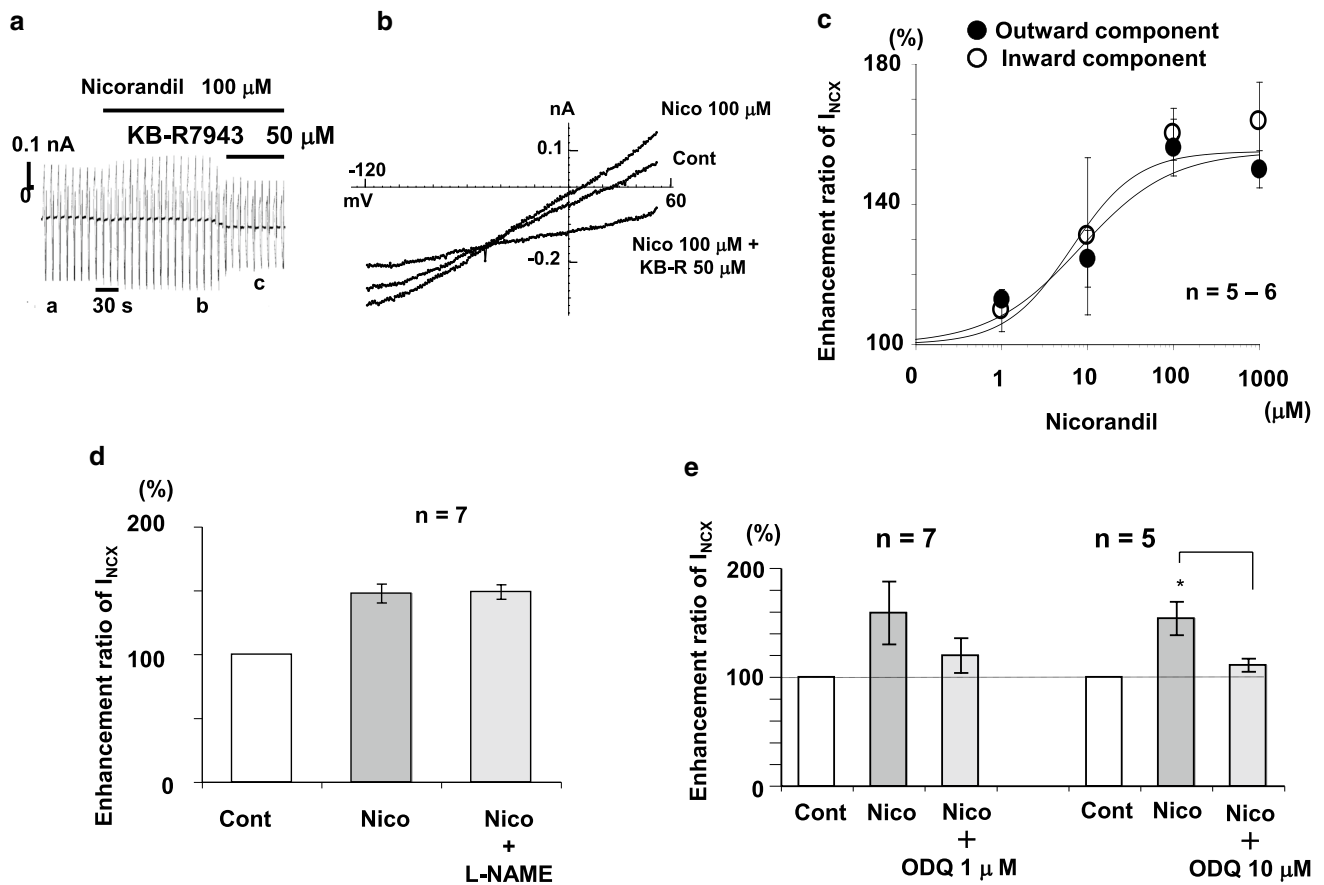 a
Nicorandil 100 μM
KB-R7943 50 μM
0.1 nA
0
a
30 s
b
c
b
nA
Nico 100 μM
0.1
Cont
-120
mV
60
-0.2
Nico 100 μM +
KB-R 50 μM
c
(%)
Outward component
Inward component
180
140
100
Enhancement ratio of INCX
n = 5 – 6
0 1 10 100 1000
(μM)
Nicorandil
d
(%)
n = 7
200
100
0
Enhancement ratio of INCX
Cont Nico Nico
+
L-NAME
e
(%)
n = 7 n = 5
200
*
100
0
Enhancement ratio of INCX
Cont Nico Nico Cont Nico Nico
+ +
ODQ 1 μ M ODQ 10 μM